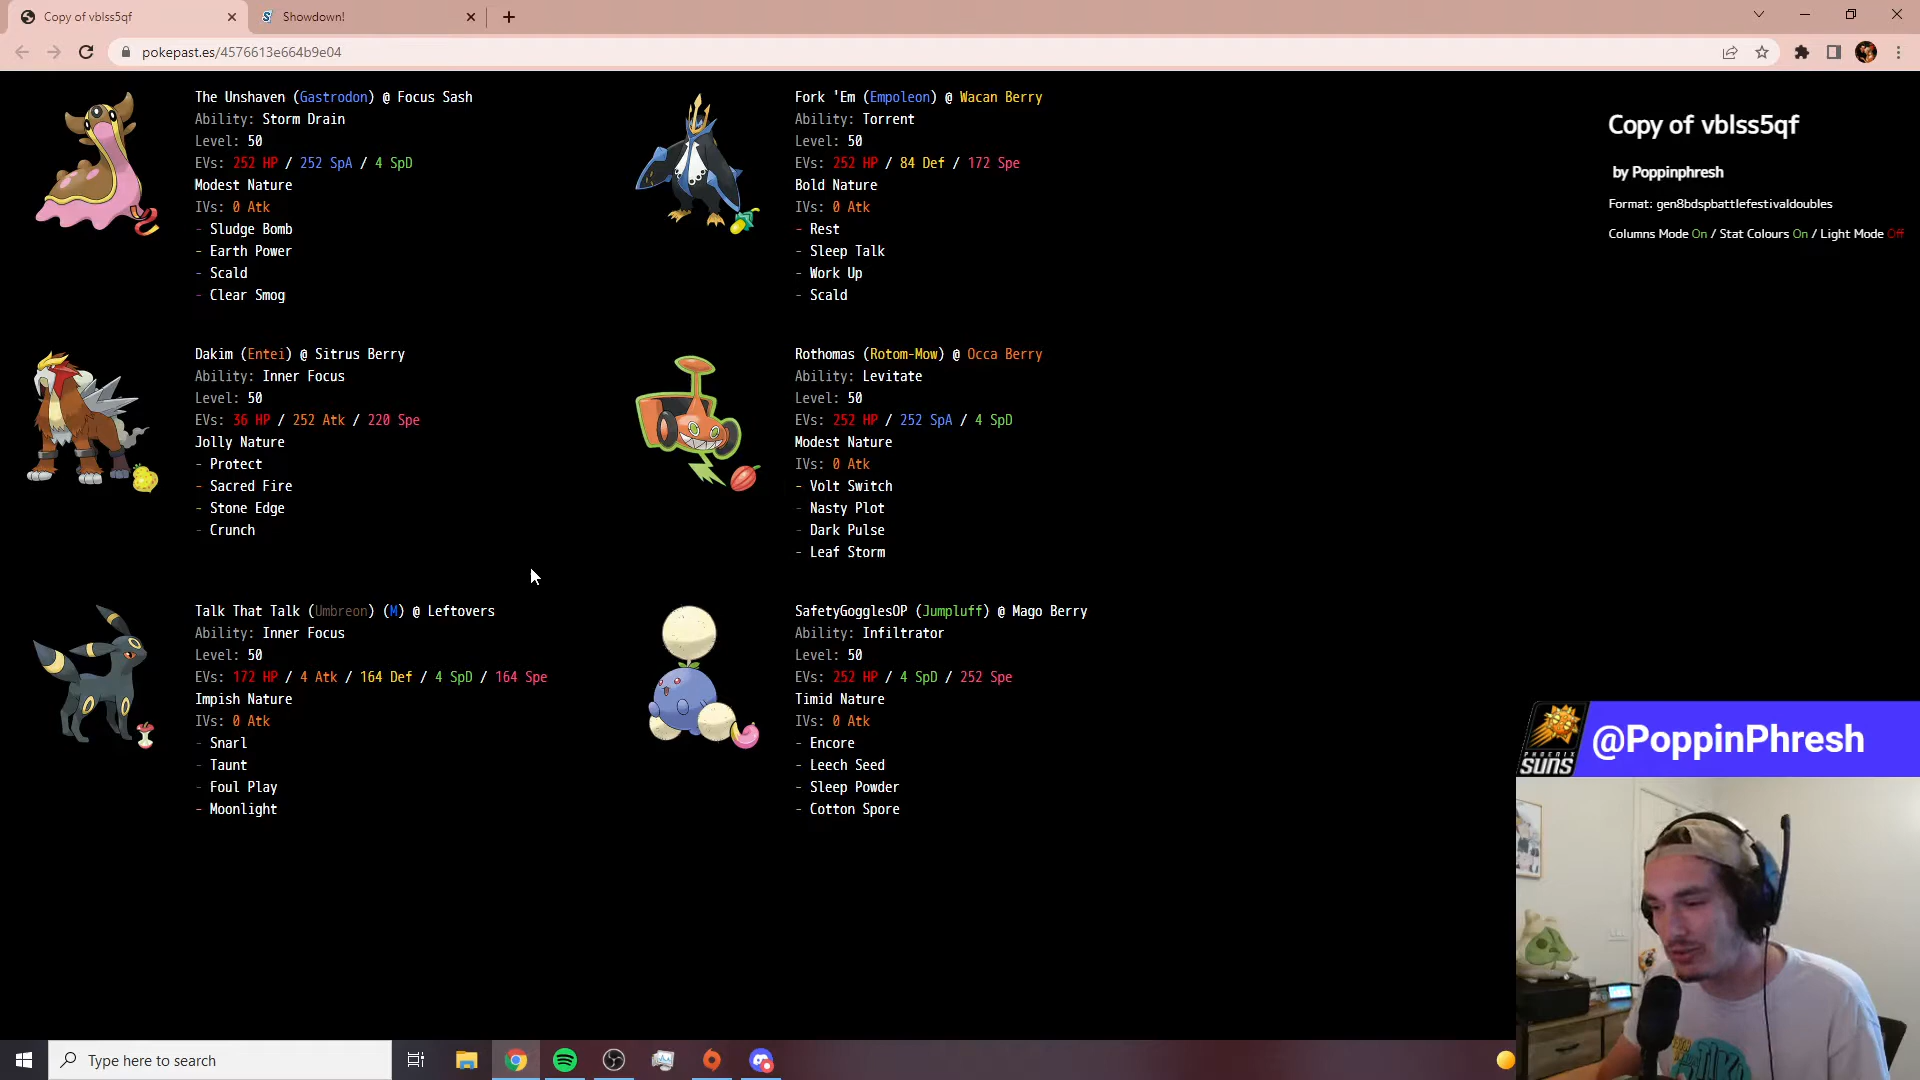 Copy of vblss5qf
Showdown!
pokepast.es/4576613e664b9e04
The Unshaven (Gastrodon) @ Focus Sash
Ability: Storm Drain
Level: 50
EVs: 252 HP / 252 SpA / 4 SpD
Modest Nature
IVs: 0 Atk
- Sludge Bomb
- Earth Power
- Scald
- Clear Smog
Fork 'Em (Empoleon) @ Wacan Berry
Ability: Torrent
Level: 50
EVs: 252 HP / 84 Def / 172 Spe
Bold Nature
IVs: 0 Atk
- Rest
- Sleep Talk
- Work Up
- Scald
Dakim (Entei) @ Sitrus Berry
Ability: Inner Focus
Level: 50
EVs: 36 HP / 252 Atk / 220 Spe
Jolly Nature
- Protect
- Sacred Fire
- Stone Edge
- Crunch
Rothomas (Rotom-Mow) @ Occa Berry
Ability: Levitate
Level: 50
EVs: 252 HP / 252 SpA / 4 SpD
Modest Nature
IVs: 0 Atk
- Volt Switch
- Nasty Plot
- Dark Pulse
- Leaf Storm
Talk That Talk (Umbreon) (M) @ Leftovers
Ability: Inner Focus
Level: 50
EVs: 172 HP / 4 Atk / 164 Def / 4 SpD / 164 Spe
Impish Nature
IVs: 0 Atk
- Snarl
- Taunt
- Foul Play
- Moonlight
SafetyGogglesOP (Jumpluff) @ Mago Berry
Ability: Infiltrator
Level: 50
EVs: 252 HP / 4 SpD / 252 Spe
Timid Nature
IVs: 0 Atk
- Encore
- Leech Seed
- Sleep Powder
- Cotton Spore
Copy of vblss5qf
by Poppinphresh
Format: gen8bdspbattlefestivaldoubles
Columns Mode On / Stat Colours On / Light Mode Off
PHOENIX
SUNS
@PoppinPhresh
Type here to search